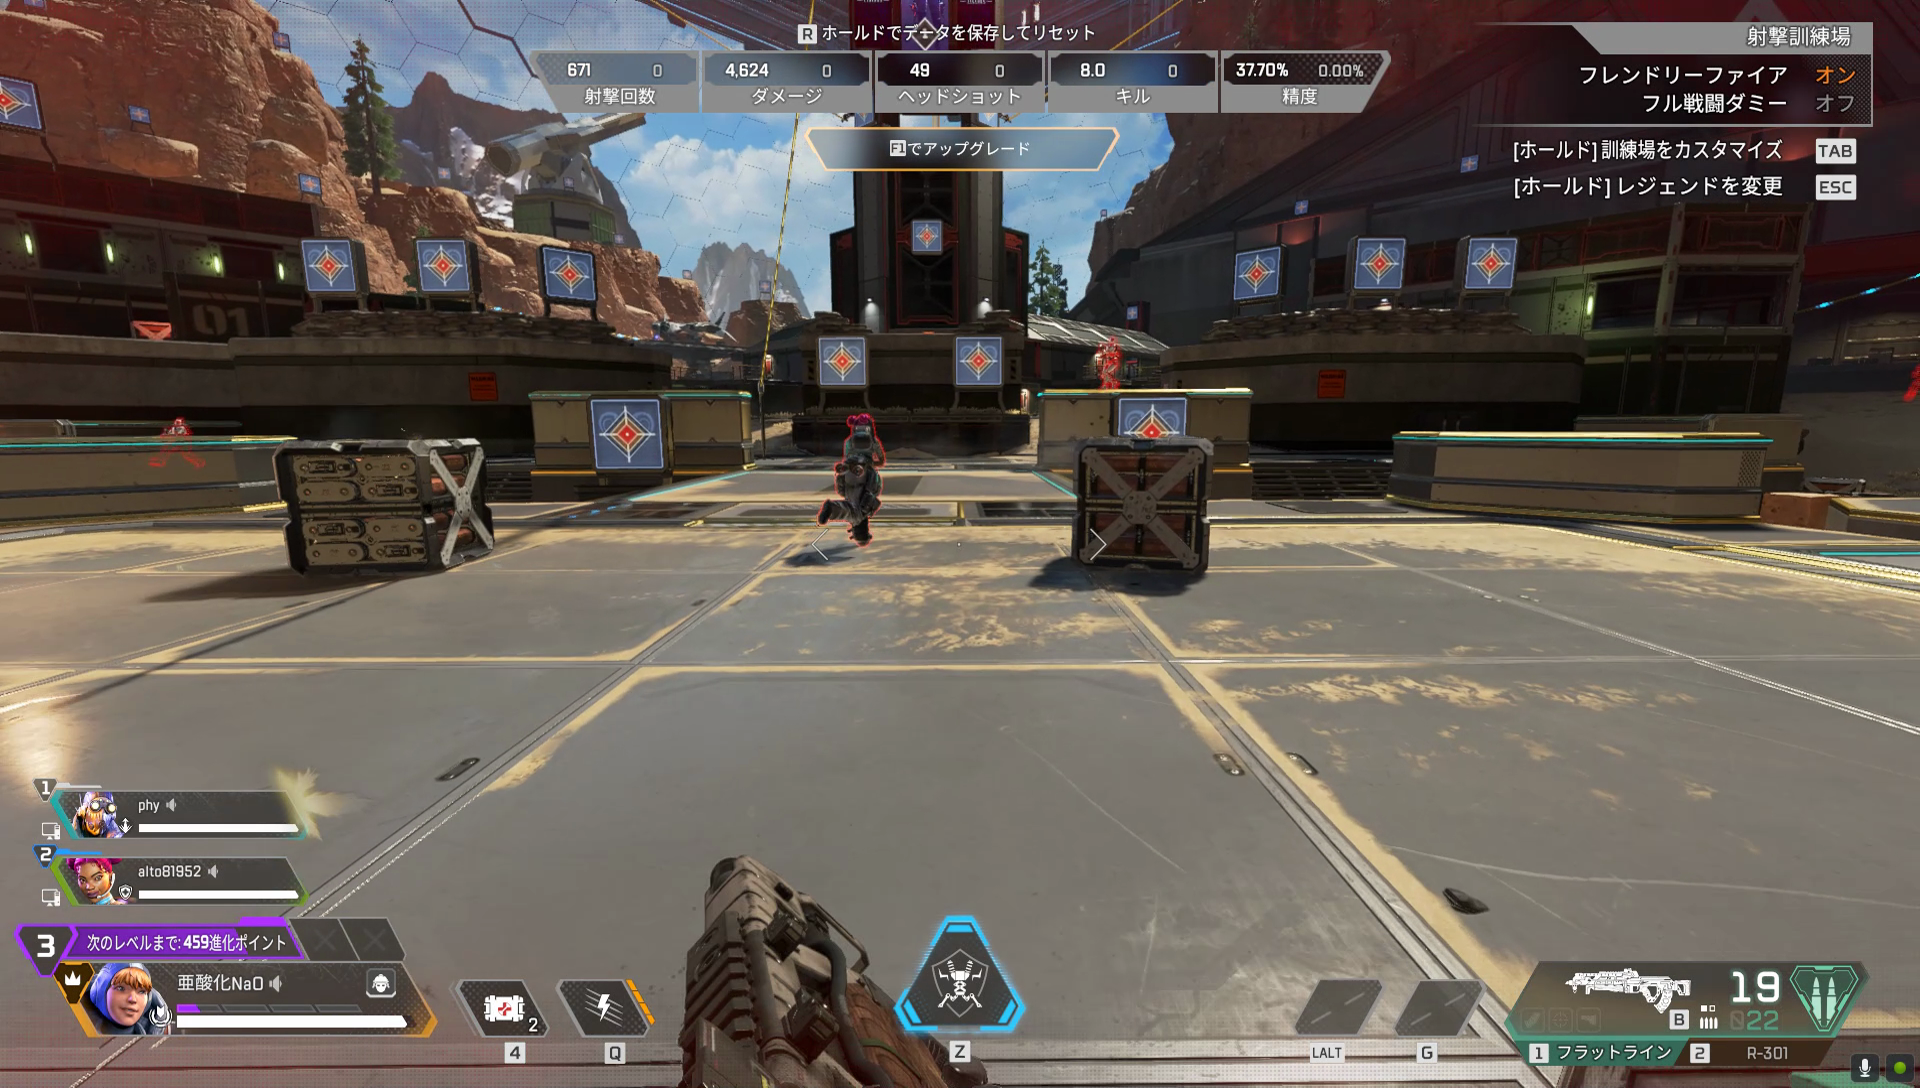 R ホールドでデータを保存してリセット
671 0 4,624 0 49 0 8.0 0 37.70% 0.00%
射撃回数 ダメージ ヘッドショット キル 精度
F1でアップグレード
射撃訓練場
フレンドリーファイア オン
フル戦闘ダミー オフ
[ホールド]訓練場をカスタマイズ TAB
[ホールド]レジェンドを変更 ESC
01
1
phy
2
alto81952
3 次のレベルまで:459進化ポイント
亜酸化NaO
2
4 Q Z LALT G
19
B 022
1 フラットライン 2 R-301